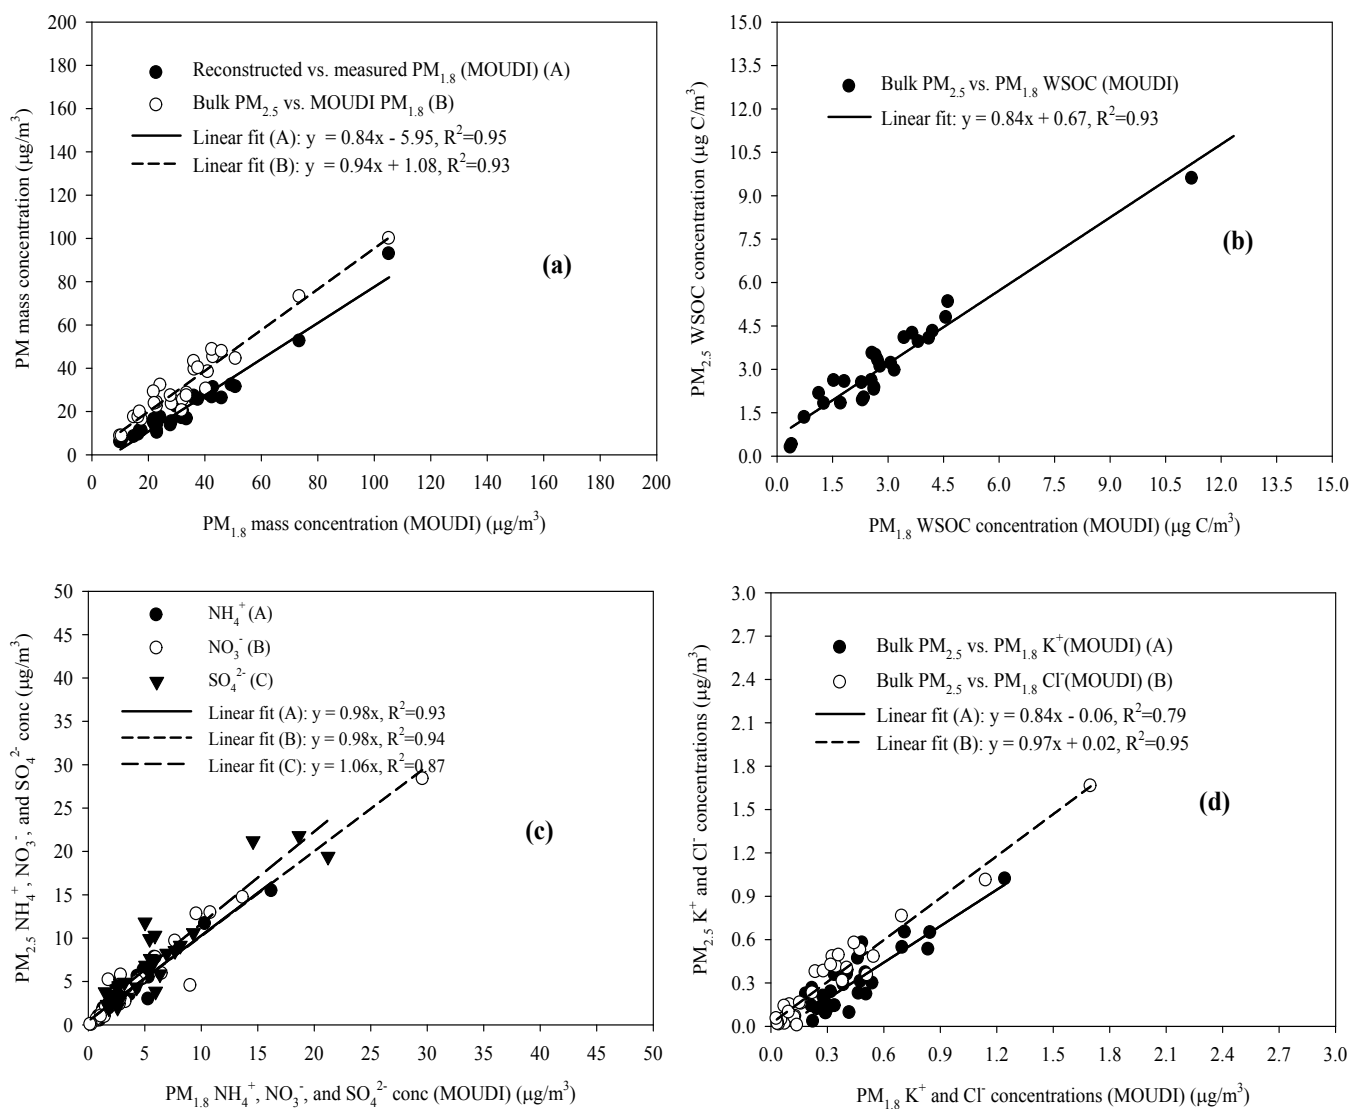 PM mass concentration (µg/m³)
200
180
160
140
120
100
80
60
40
20
0
Reconstructed vs. measured PM₁.₈ (MOUDI) (A)
Bulk PM₂.₅ vs. MOUDI PM₁.₈ (B)
Linear fit (A): y = 0.84x - 5.95, R²=0.95
Linear fit (B): y = 0.94x + 1.08, R²=0.93
(a)
0 20 40 60 80 100 120 140 160 180 200
PM₁.₈ mass concentration (MOUDI) (µg/m³)
PM₂.₅ WSOC concentration (µg C/m³)
15.0
13.5
12.0
10.5
9.0
7.5
6.0
4.5
3.0
1.5
0.0
Bulk PM₂.₅ vs. PM₁.₈ WSOC (MOUDI)
Linear fit: y = 0.84x + 0.67, R²=0.93
(b)
0.0 1.5 3.0 4.5 6.0 7.5 9.0 10.5 12.0 13.5 15.0
PM₁.₈ WSOC concentration (MOUDI) (µg C/m³)
PM₂.₅ NH₄⁺, NO₃⁻, and SO₄²⁻ conc (µg/m³)
50
45
40
35
30
25
20
15
10
5
0
NH₄⁺ (A)
NO₃⁻ (B)
SO₄²⁻ (C)
Linear fit (A): y = 0.98x, R²=0.93
Linear fit (B): y = 0.98x, R²=0.94
Linear fit (C): y = 1.06x, R²=0.87
(c)
0 5 10 15 20 25 30 35 40 45 50
PM₁.₈ NH₄⁺, NO₃⁻, and SO₄²⁻ conc (MOUDI) (µg/m³)
PM₂.₅ K⁺ and Cl⁻ concentrations (µg/m³)
3.0
2.7
2.4
2.1
1.8
1.5
1.2
0.9
0.6
0.3
0.0
Bulk PM₂.₅ vs. PM₁.₈ K⁺(MOUDI) (A)
Bulk PM₂.₅ vs. PM₁.₈ Cl⁻(MOUDI) (B)
Linear fit (A): y = 0.84x - 0.06, R²=0.79
Linear fit (B): y = 0.97x + 0.02, R²=0.95
(d)
0.0 0.3 0.6 0.9 1.2 1.5 1.8 2.1 2.4 2.7 3.0
PM₁.₈ K⁺ and Cl⁻ concentrations (MOUDI) (µg/m³)